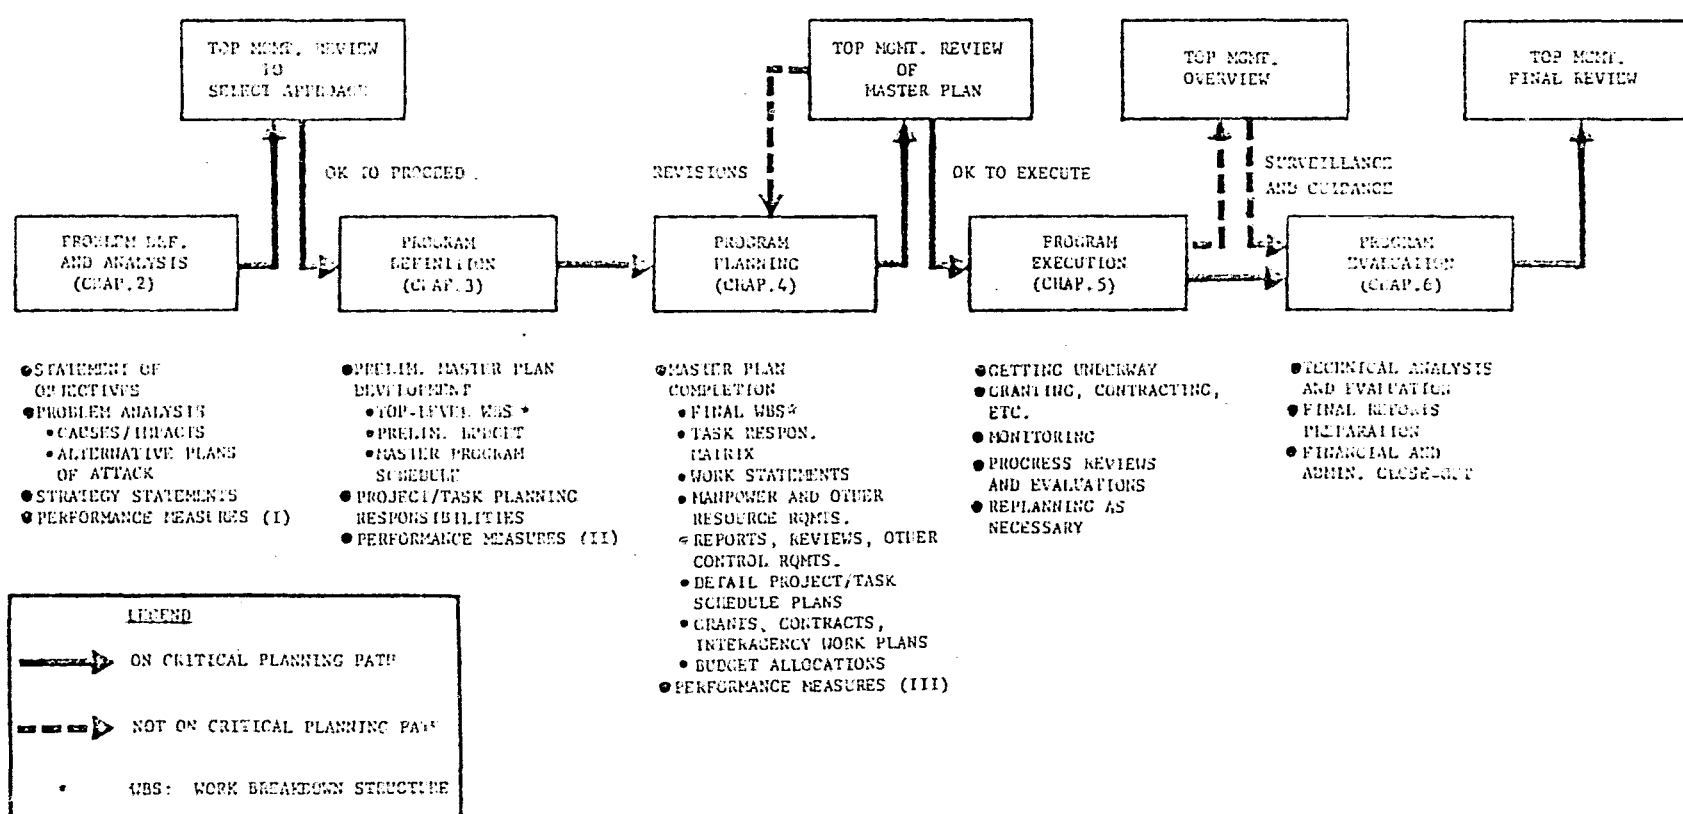 TOP MGMT. REVIEW
TO
SELECT APPROACH
TOP MGMT. REVIEW
OF
MASTER PLAN
TOP MGMT.
OVERVIEW
TOP MGMT.
FINAL REVIEW
OK TO PROCEED
REVISIONS
OK TO EXECUTE
SURVEILLANCE
AND GUIDANCE
PROBLEM DEF.
AND ANALYSIS
(CHAP.2)
PROGRAM
DEFINITION
(CHAP.3)
PROGRAM
PLANNING
(CHAP.4)
PROGRAM
EXECUTION
(CHAP.5)
PROGRAM
EVALUATION
(CHAP.6)
●STATEMENT OF
OBJECTIVES
●PROBLEM ANALYSIS
•CAUSES/IMPACTS
•ALTERNATIVE PLANS
OF ATTACK
●STRATEGY STATEMENTS
●PERFORMANCE MEASURES (I)
●PRELIM. MASTER PLAN
DEVELOPMENT
•TOP-LEVEL WBS *
•PRELIM. BUDGET
•MASTER PROGRAM
SCHEDULE
●PROJECT/TASK PLANNING
RESPONSIBILITIES
●PERFORMANCE MEASURES (II)
●MASTER PLAN
COMPLETION
•FINAL WBS*
•TASK RESPON.
MATRIX
•WORK STATEMENTS
•MANPOWER AND OTHER
RESOURCE RQMTS.
•REPORTS, REVIEWS, OTHER
CONTROL RQMTS.
•DETAIL PROJECT/TASK
SCHEDULE PLANS
•GRANTS, CONTRACTS,
INTERAGENCY WORK PLANS
•BUDGET ALLOCATIONS
●PERFORMANCE MEASURES (III)
●GETTING UNDERWAY
●GRANTING, CONTRACTING,
ETC.
●MONITORING
●PROGRESS REVIEWS
AND EVALUATIONS
●REPLANNING AS
NECESSARY
●TECHNICAL ANALYSIS
AND EVALUATION
●FINAL REPORTS
PREPARATION
●FINANCIAL AND
ADMIN. CLOSE-OUT
LEGEND
ON CRITICAL PLANNING PATH
NOT ON CRITICAL PLANNING PATH
* WBS: WORK BREAKDOWN STRUCTURE